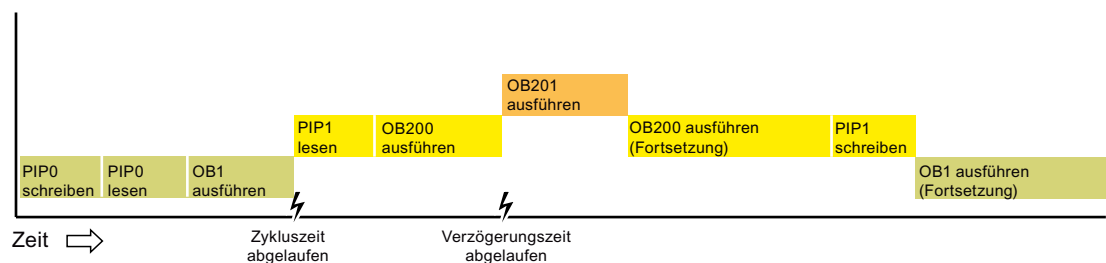 OB201
ausführen
PIP1
lesen
OB200
ausführen
OB200 ausführen
(Fortsetzung)
PIP1
schreiben
PIP0
schreiben
PIP0
lesen
OB1
ausführen
OB1 ausführen
(Fortsetzung)
Zeit
Zykluszeit
abgelaufen
Verzögerungszeit
abgelaufen